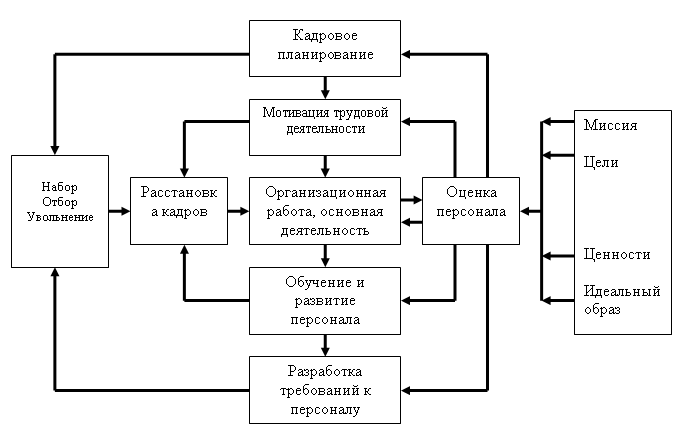 Кадровое
планирование
Мотивация трудовой
деятельности
Набор
Отбор
Увольнение
Расстановк
а кадров
Организационная
работа, основная
деятельность
Оценка
персонала
Миссия
Цели
Ценности
Идеальный
образ
Обучение и
развитие
персонала
Разработка
требований к
персоналу